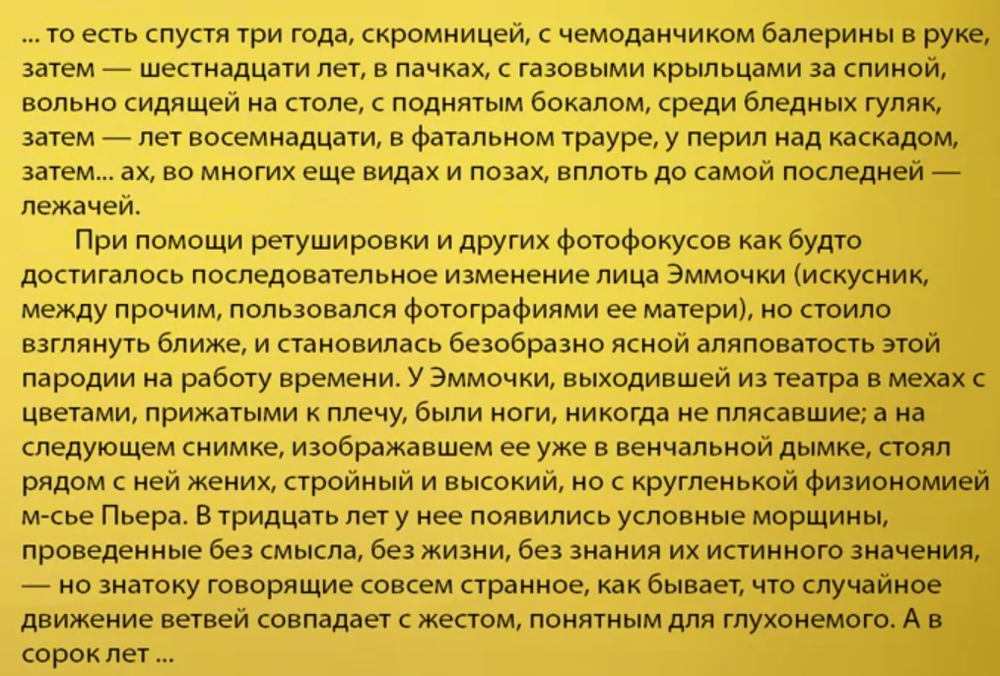 ... то есть спустя три года, скромницей, с чемоданчиком балерины в руке,
затем — шестнадцати лет, в пачках, с газовыми крыльцами за спиной,
вольно сидящей на столе, с поднятым бокалом, среди бледных гуляк,
затем — лет восемнадцати, в фатальном трауре, у перил над каскадом,
затем... ах, во многих еще видах и позах, вплоть до самой последней —
лежачей.
При помощи ретушировки и других фотофокусов как будто
достигалось последовательное изменение лица Эммочки (искусник,
между прочим, пользовался фотографиями ее матери), но стоило
взглянуть ближе, и становилась безобразно ясной аляповатость этой
пародии на работу времени. У Эммочки, выходившей из театра в мехах с
цветами, прижатыми к плечу, были ноги, никогда не плясавшие; а на
следующем снимке, изображавшем ее уже в венчальной дымке, стоял
рядом с ней жених, стройный и высокий, но с кругленькой физиономией
м-сье Пьера. В тридцать лет у нее появились условные морщины,
проведенные без смысла, без жизни, без знания их истинного значения,
— но знатоку говорящие совсем странное, как бывает, что случайное
движение ветвей совпадает с жестом, понятным для глухонемого. А в
сорок лет ...